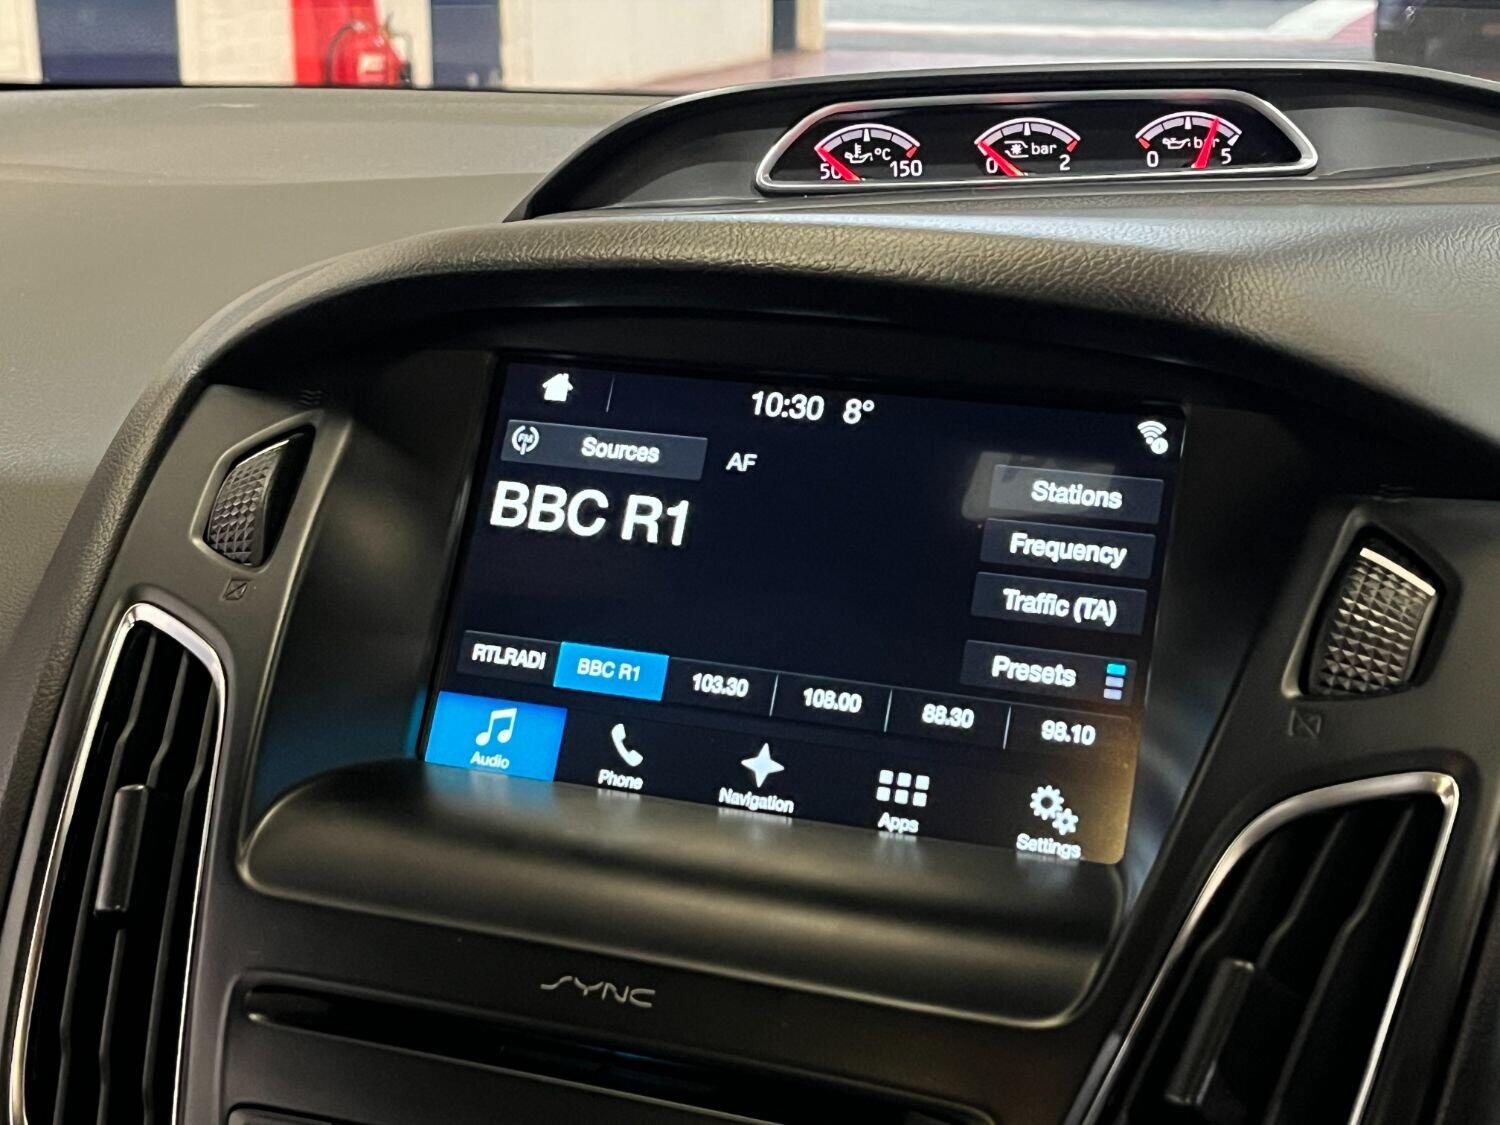 °C
50 150
bar
0 2
bar
0 5
10:30 8°
FM Sources AF
BBC R1
Stations
Frequency
Traffic (TA)
Presets
RTLRADI BBC R1 103.30 108.00 88.30 98.10
Audio Phone Navigation Apps Settings
SYNC